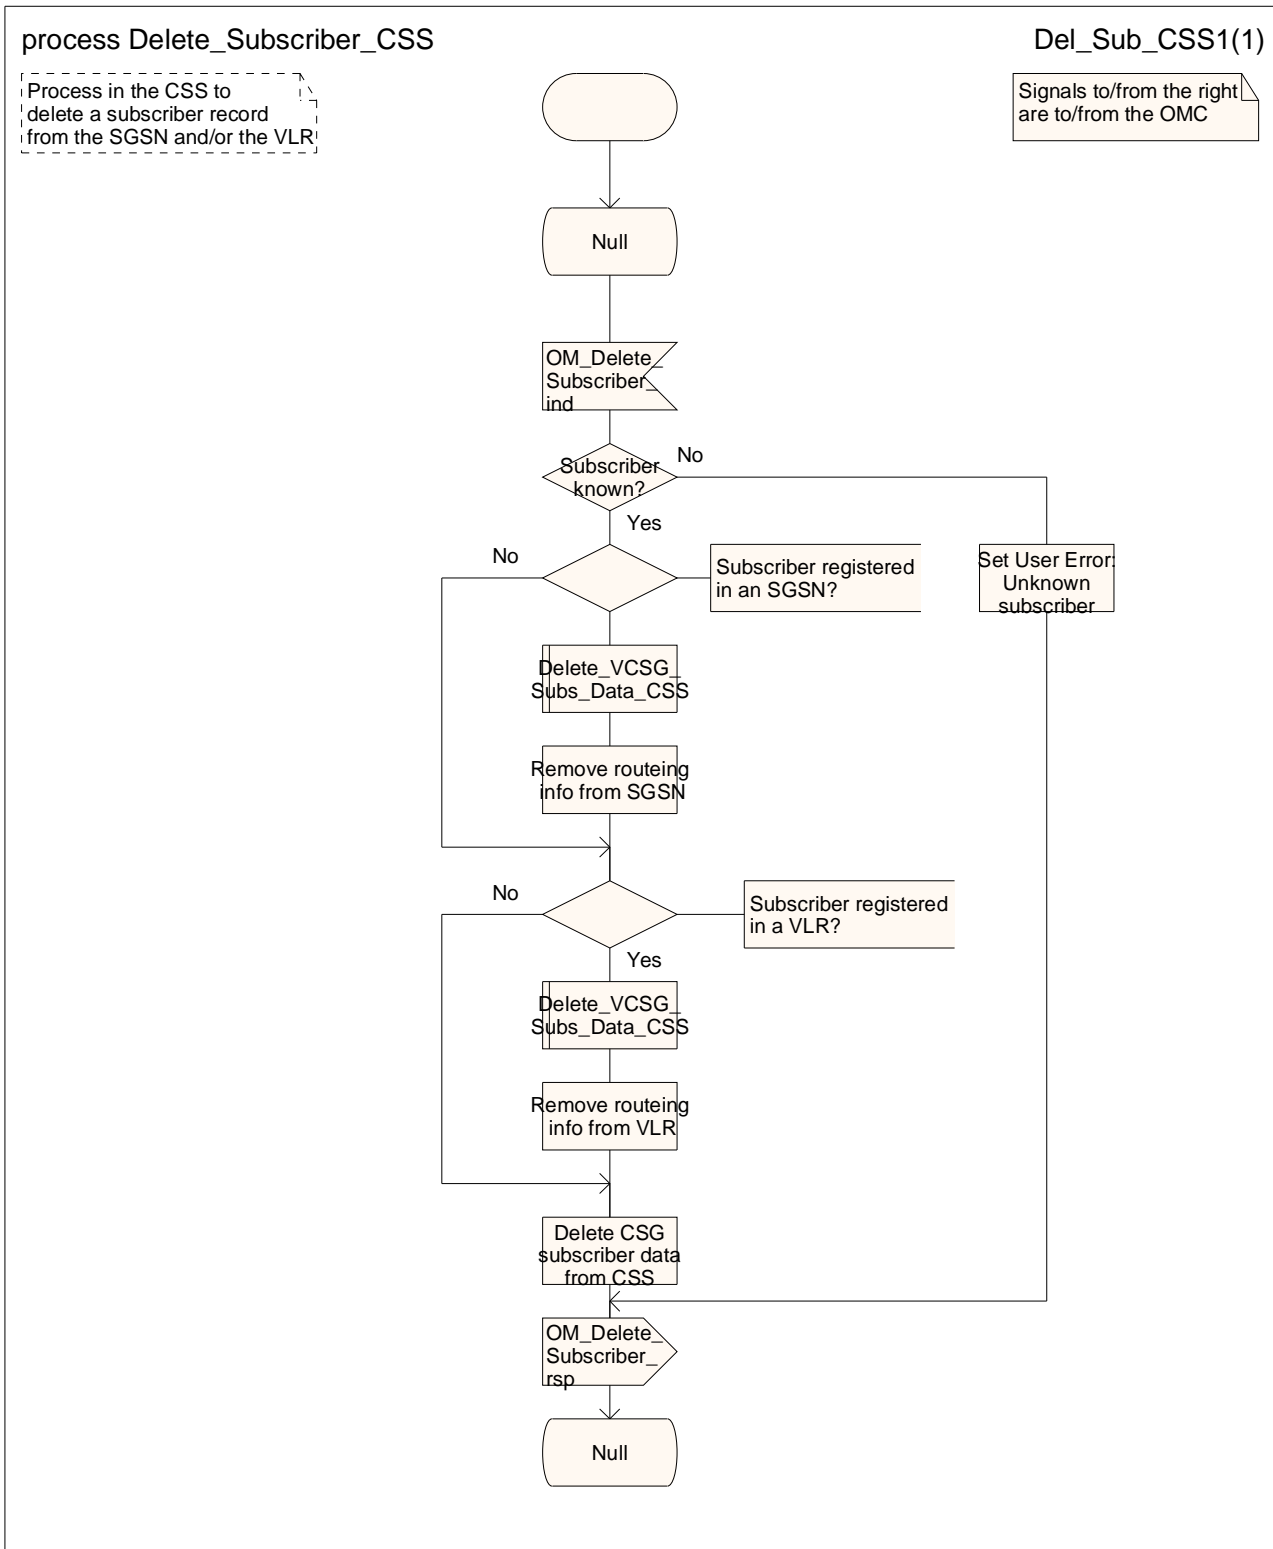 process Delete_Subscriber_CSS
Del_Sub_CSS1(1)
Process in the CSS to
delete a subscriber record
from the SGSN and/or the VLR
Signals to/from the right
are to/from the OMC
Null
OM_Delete_
Subscriber_
ind
Subscriber
known?
No
Yes
No
Subscriber registered
in an SGSN?
Set User Error:
Unknown
subscriber
Delete_VCSG_
Subs_Data_CSS
Remove routeing
info from SGSN
No
Subscriber registered
in a VLR?
Yes
Delete_VCSG_
Subs_Data_CSS
Remove routeing
info from VLR
Delete CSG
subscriber data
from CSS
OM_Delete_
Subscriber_
rsp
Null